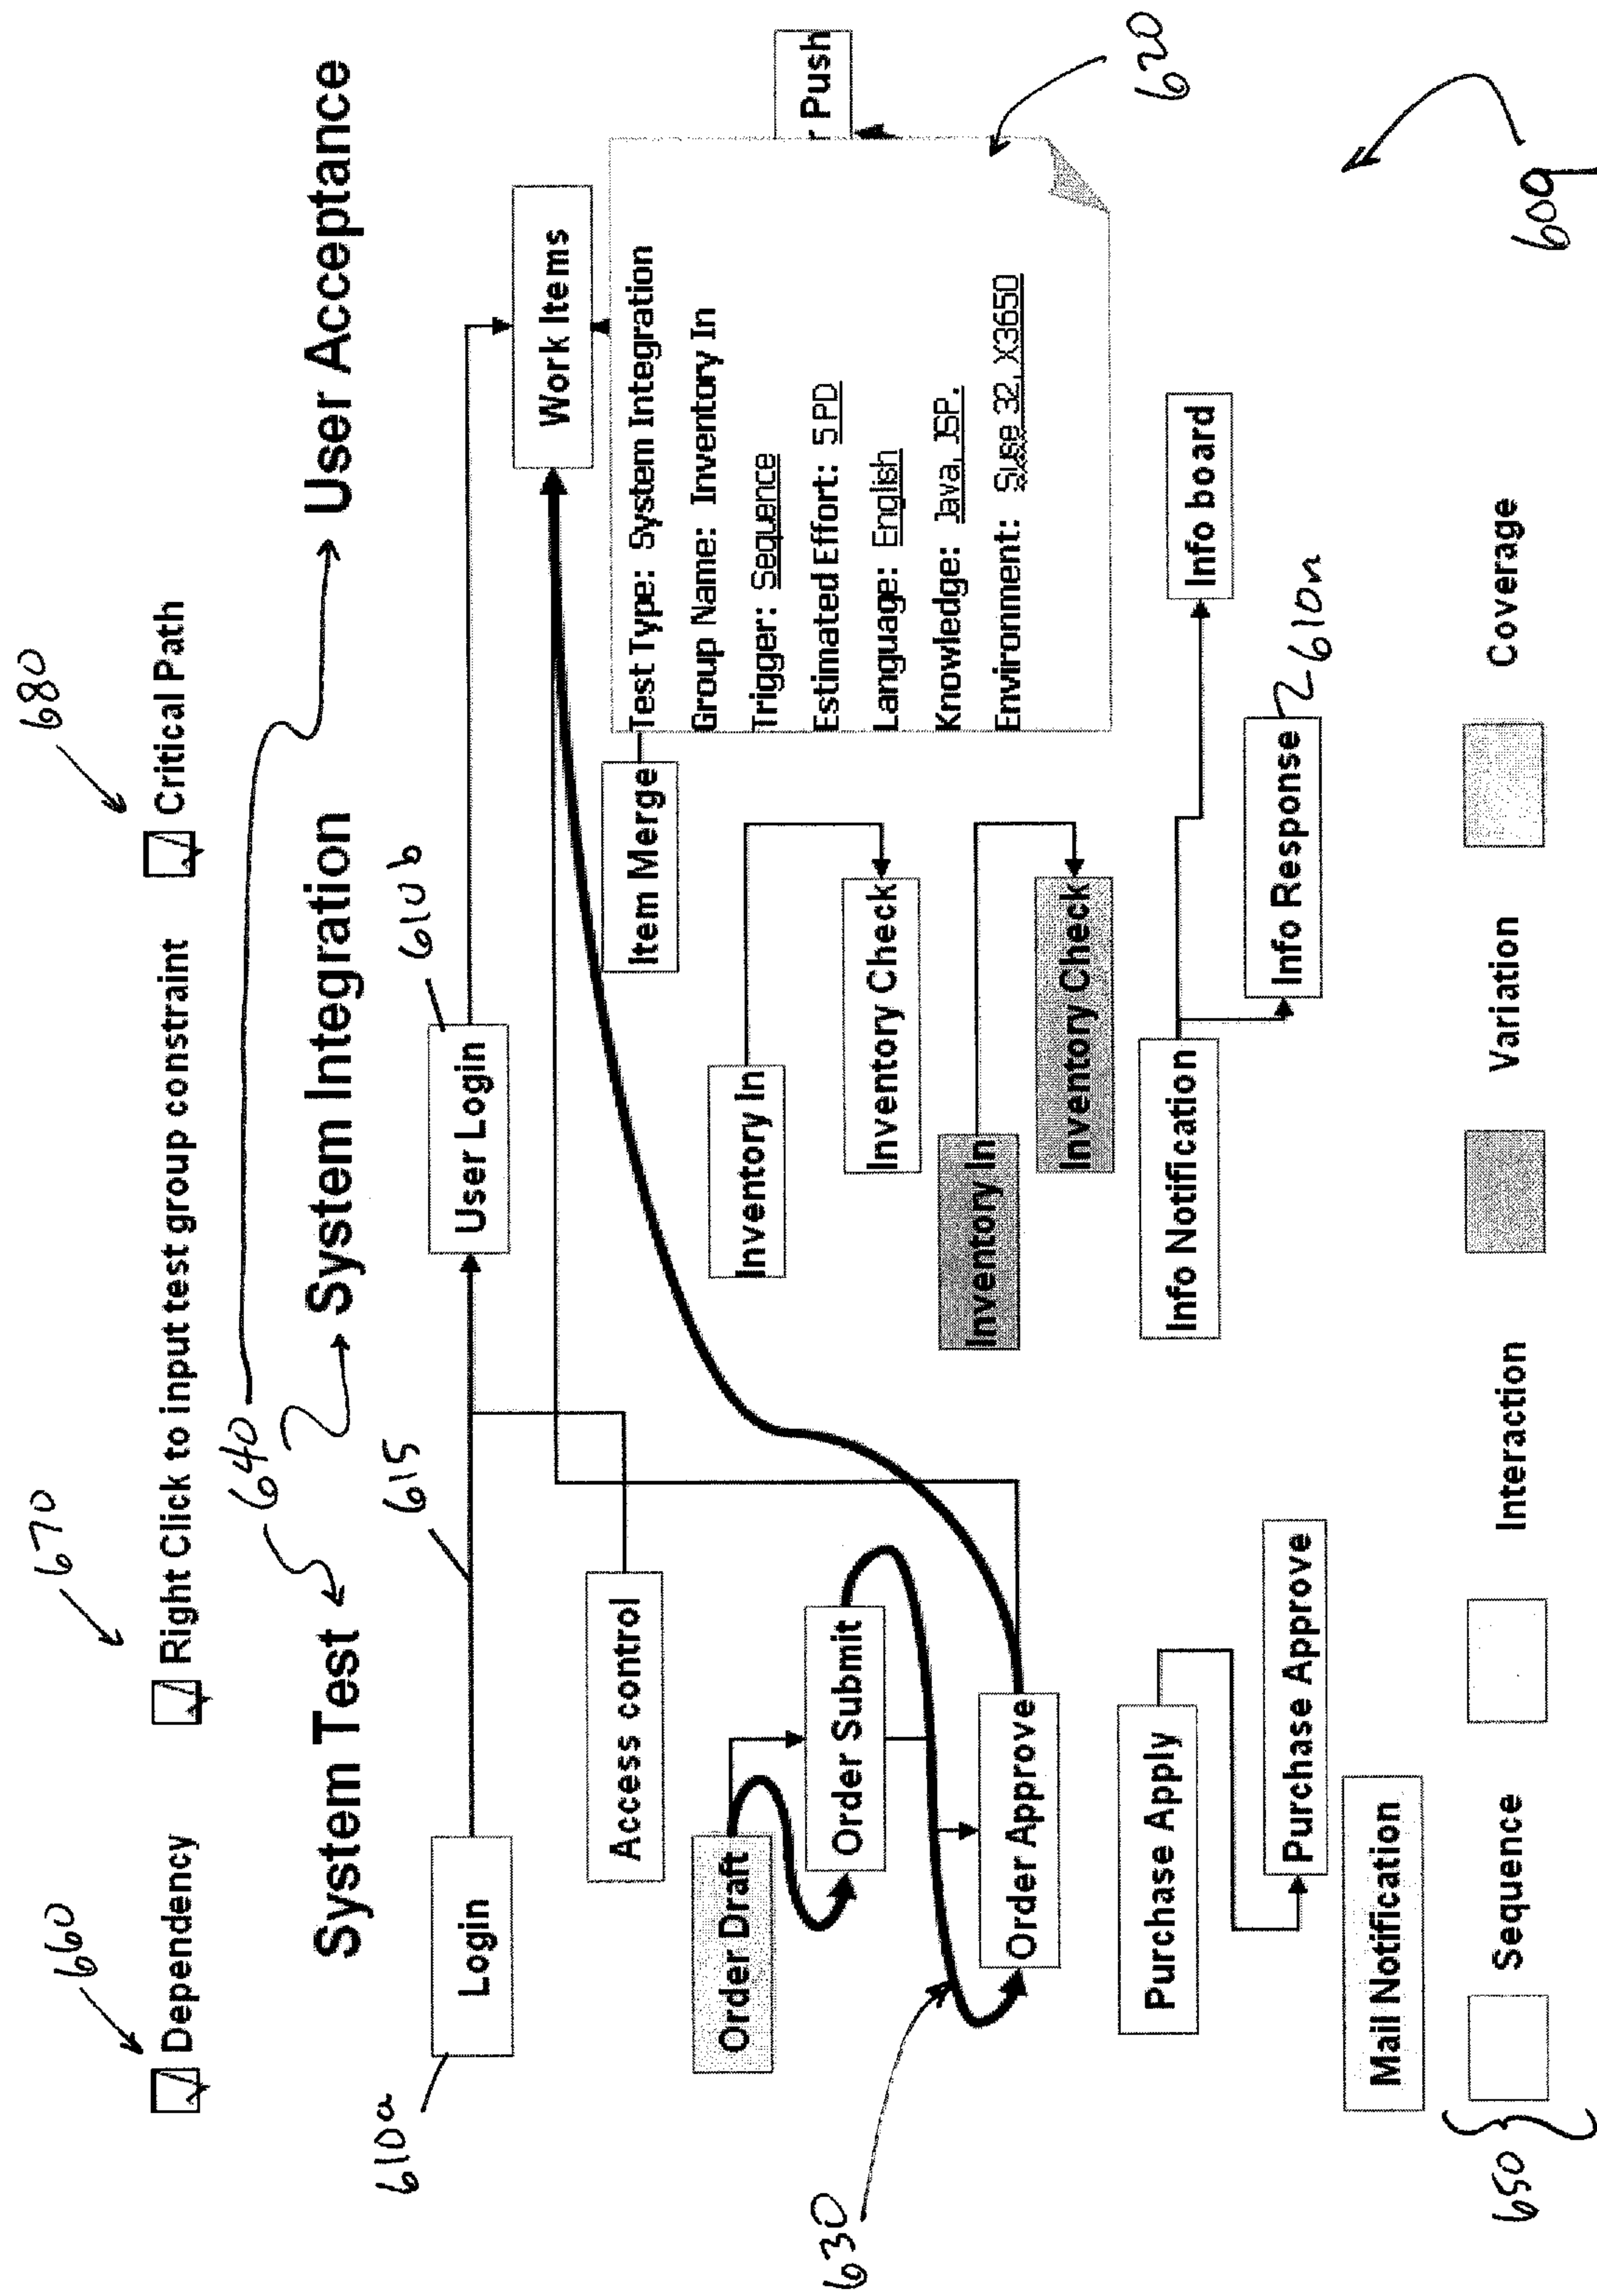 660
670
680
Dependency
Right Click to input test group constraint
Critical Path
640
System Test
System Integration
User Acceptance
610a
615
610b
Login
User Login
Work Items
Access control
Item Merge
r Push
Order Draft
Order Submit
Order Approve
630
Inventory In
Inventory Check
Inventory In
Inventory Check
Test Type: System Integration
Group Name: Inventory In
Trigger: Sequence
Estimated Effort: 5 PD
Language: English
Knowledge: Java, JSP.
Environment: Suse 32, X3650
620
Purchase Apply
Purchase Approve
Mail Notification
Info Notification
Info board
Info Response
610n
600
650
Sequence
Interaction
Variation
Coverage